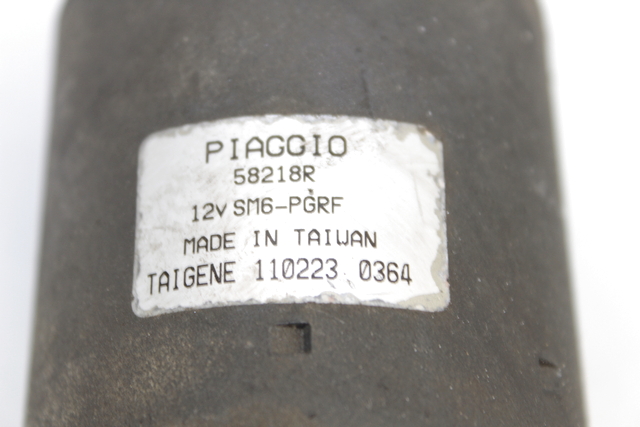 PIAGGIO
58218R
12V SM6-PGRF
MADE IN TAIWAN
TAIGENE 110223 0364